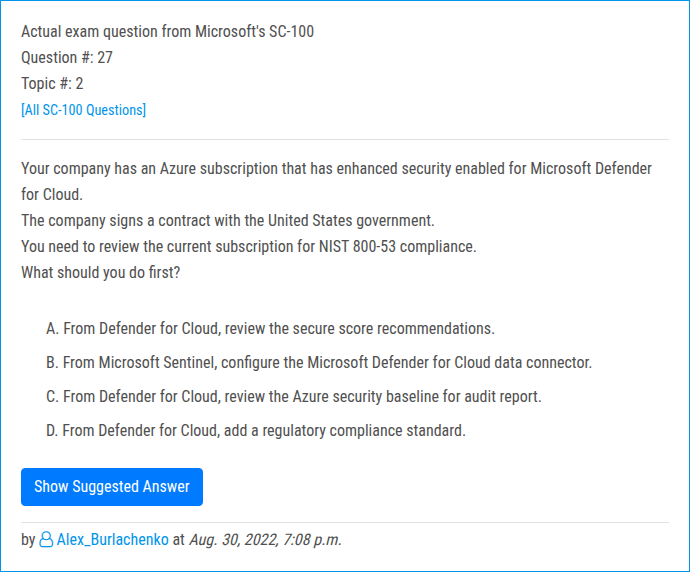 Actual exam question from Microsoft's SC-100
Question #: 27
Topic #: 2
[All SC-100 Questions]
Your company has an Azure subscription that has enhanced security enabled for Microsoft Defender
for Cloud.
The company signs a contract with the United States government.
You need to review the current subscription for NIST 800-53 compliance.
What should you do first?
A. From Defender for Cloud, review the secure score recommendations.
B. From Microsoft Sentinel, configure the Microsoft Defender for Cloud data connector.
C. From Defender for Cloud, review the Azure security baseline for audit report.
D. From Defender for Cloud, add a regulatory compliance standard.
Show Suggested Answer
by Alex_Burlachenko at Aug. 30, 2022, 7:08 p.m.